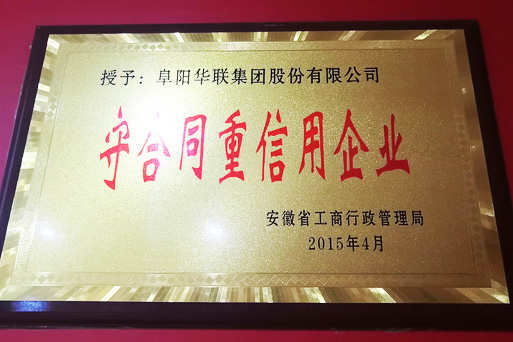 授予：阜阳华联集团股份有限公司
守合同重信用企业
安徽省工商行政管理局
2015年4月